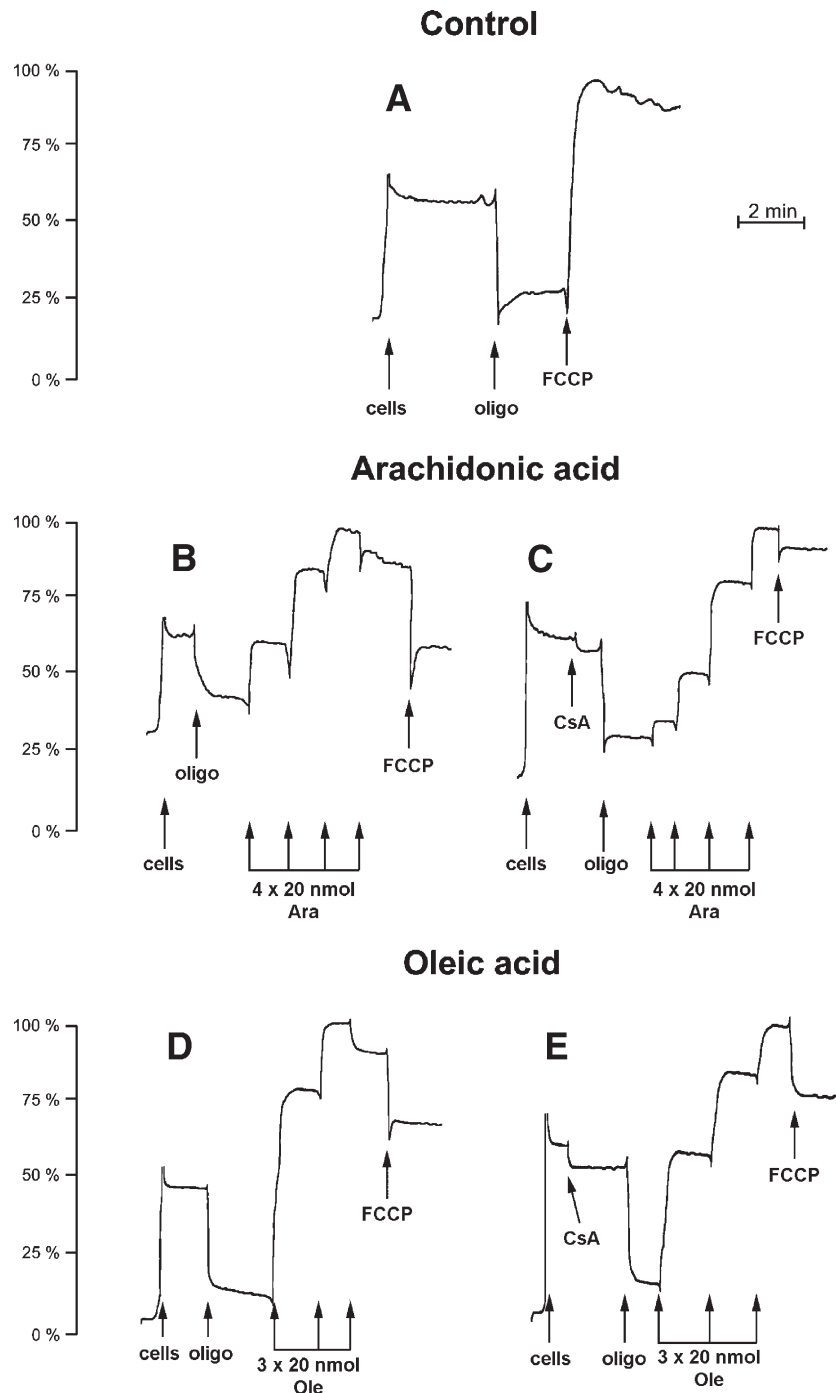 Control
100 %
75 %
50 %
25 %
0 %
A
2 min
cells
oligo
FCCP
Arachidonic acid
100 %
75 %
50 %
25 %
0 %
B
cells
oligo
4 x 20 nmol
Ara
FCCP
C
cells
CsA
oligo
4 x 20 nmol
Ara
FCCP
Oleic acid
100 %
75 %
50 %
25 %
0 %
D
cells
oligo
3 x 20 nmol
Ole
FCCP
E
cells
CsA
oligo
3 x 20 nmol
Ole
FCCP